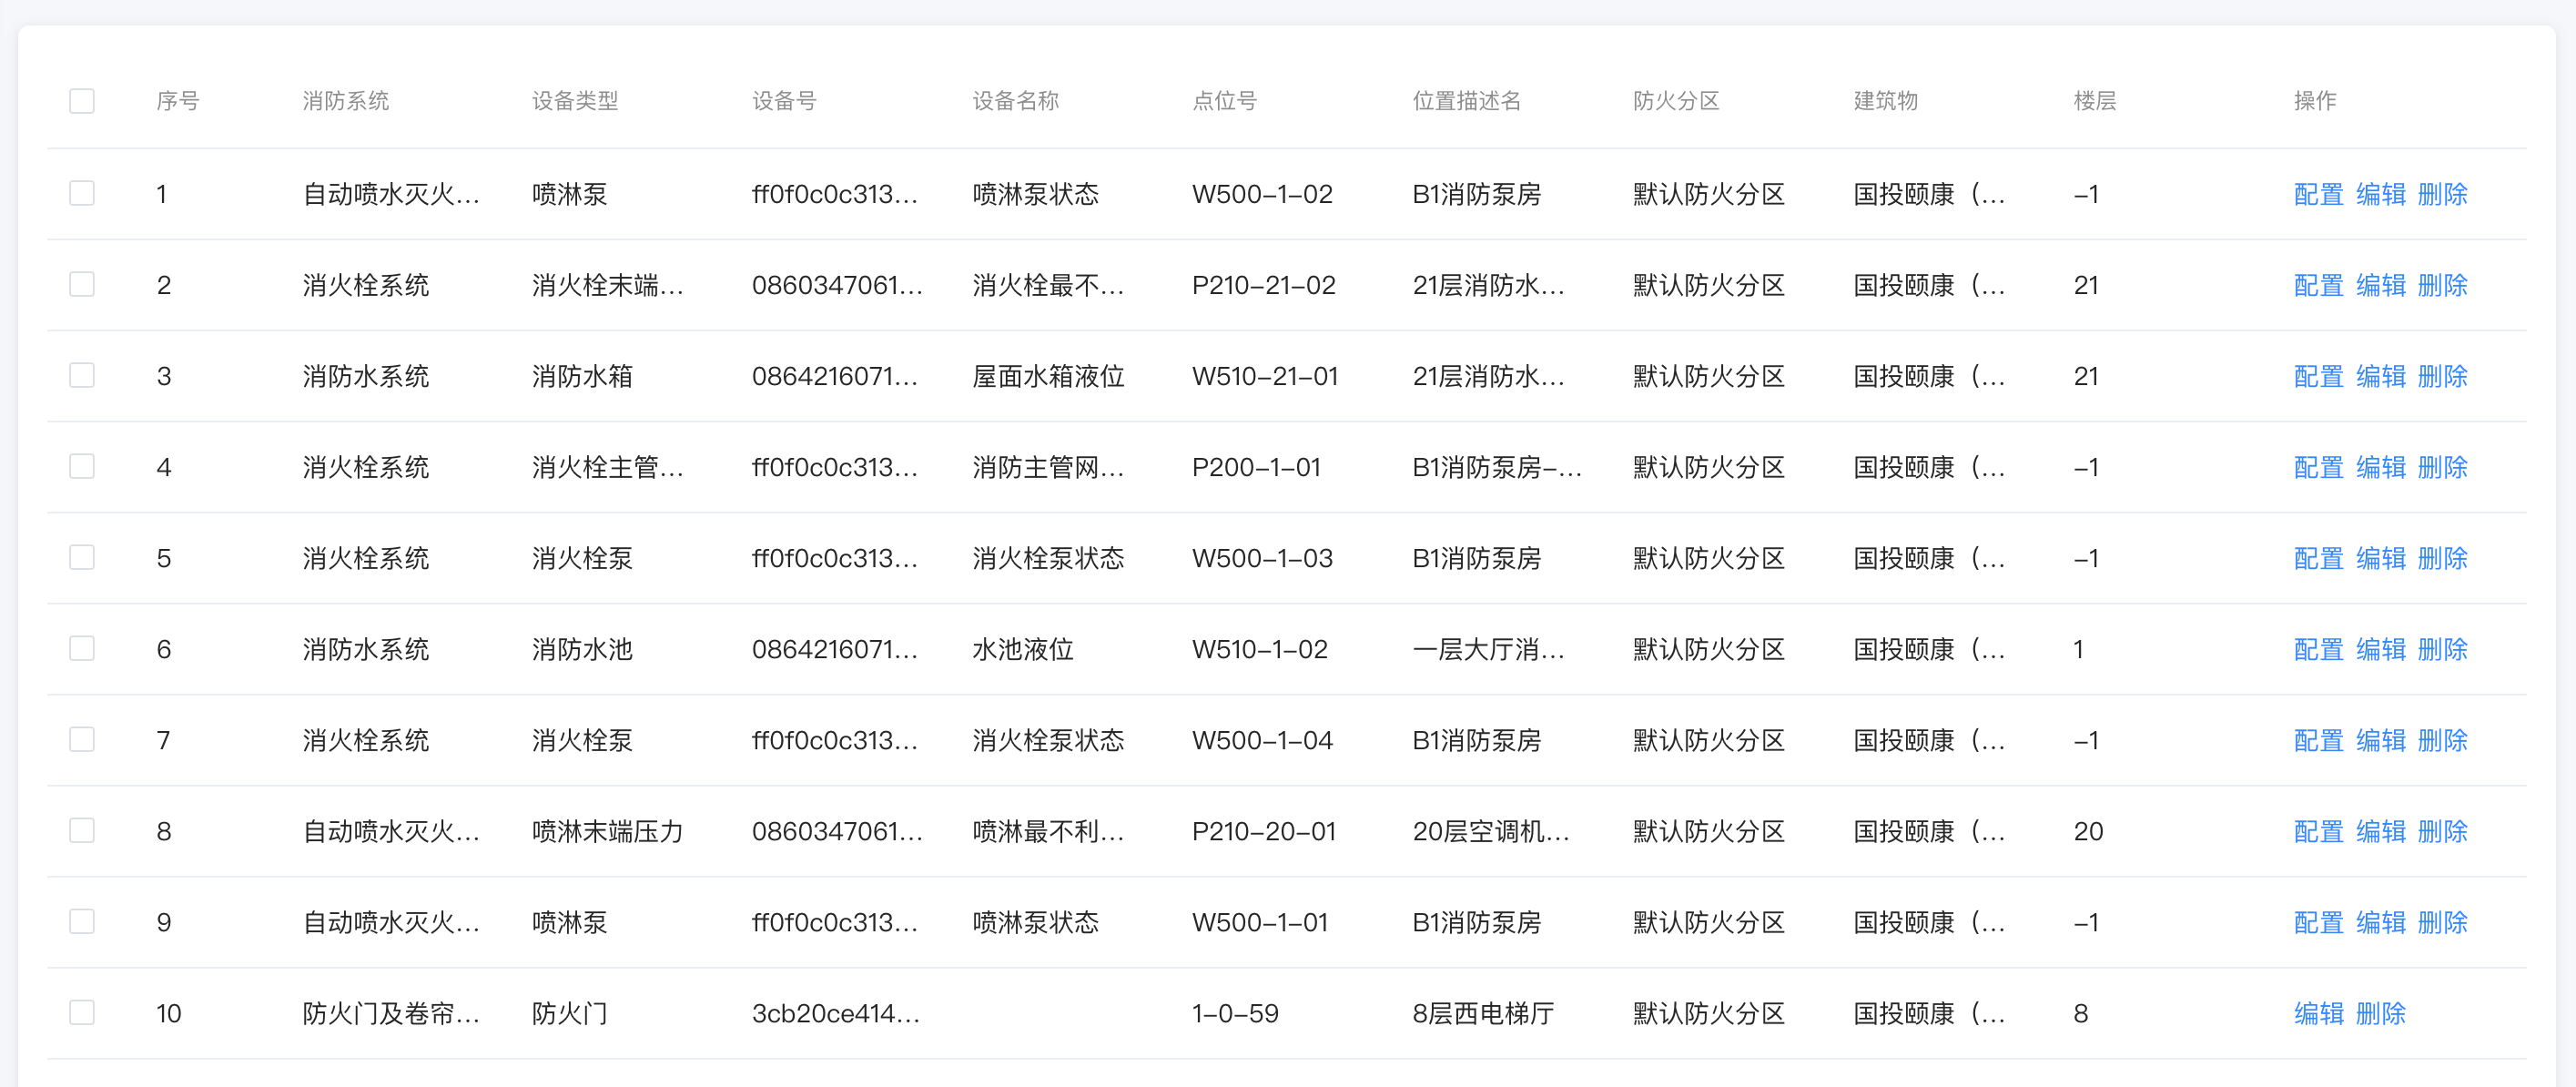 序号 消防系统 设备类型 设备号 设备名称 点位号 位置描述名 防火分区 建筑物 楼层 操作
1 自动喷水灭火... 喷淋泵 ff0f0c0c313... 喷淋泵状态 W500-1-02 B1消防泵房 默认防火分区 国投颐康（... -1 配置 编辑 删除
2 消火栓系统 消火栓末端... 0860347061... 消火栓最不... P210-21-02 21层消防水... 默认防火分区 国投颐康（... 21 配置 编辑 删除
3 消防水系统 消防水箱 0864216071... 屋面水箱液位 W510-21-01 21层消防水... 默认防火分区 国投颐康（... 21 配置 编辑 删除
4 消火栓系统 消火栓主管... ff0f0c0c313... 消防主管网... P200-1-01 B1消防泵房-... 默认防火分区 国投颐康（... -1 配置 编辑 删除
5 消火栓系统 消火栓泵 ff0f0c0c313... 消火栓泵状态 W500-1-03 B1消防泵房 默认防火分区 国投颐康（... -1 配置 编辑 删除
6 消防水系统 消防水池 0864216071... 水池液位 W510-1-02 一层大厅消... 默认防火分区 国投颐康（... 1 配置 编辑 删除
7 消火栓系统 消火栓泵 ff0f0c0c313... 消火栓泵状态 W500-1-04 B1消防泵房 默认防火分区 国投颐康（... -1 配置 编辑 删除
8 自动喷水灭火... 喷淋末端压力 0860347061... 喷淋最不利... P210-20-01 20层空调机... 默认防火分区 国投颐康（... 20 配置 编辑 删除
9 自动喷水灭火... 喷淋泵 ff0f0c0c313... 喷淋泵状态 W500-1-01 B1消防泵房 默认防火分区 国投颐康（... -1 配置 编辑 删除
10 防火门及卷帘... 防火门 3cb20ce414... 1-0-59 8层西电梯厅 默认防火分区 国投颐康（... 8 编辑 删除